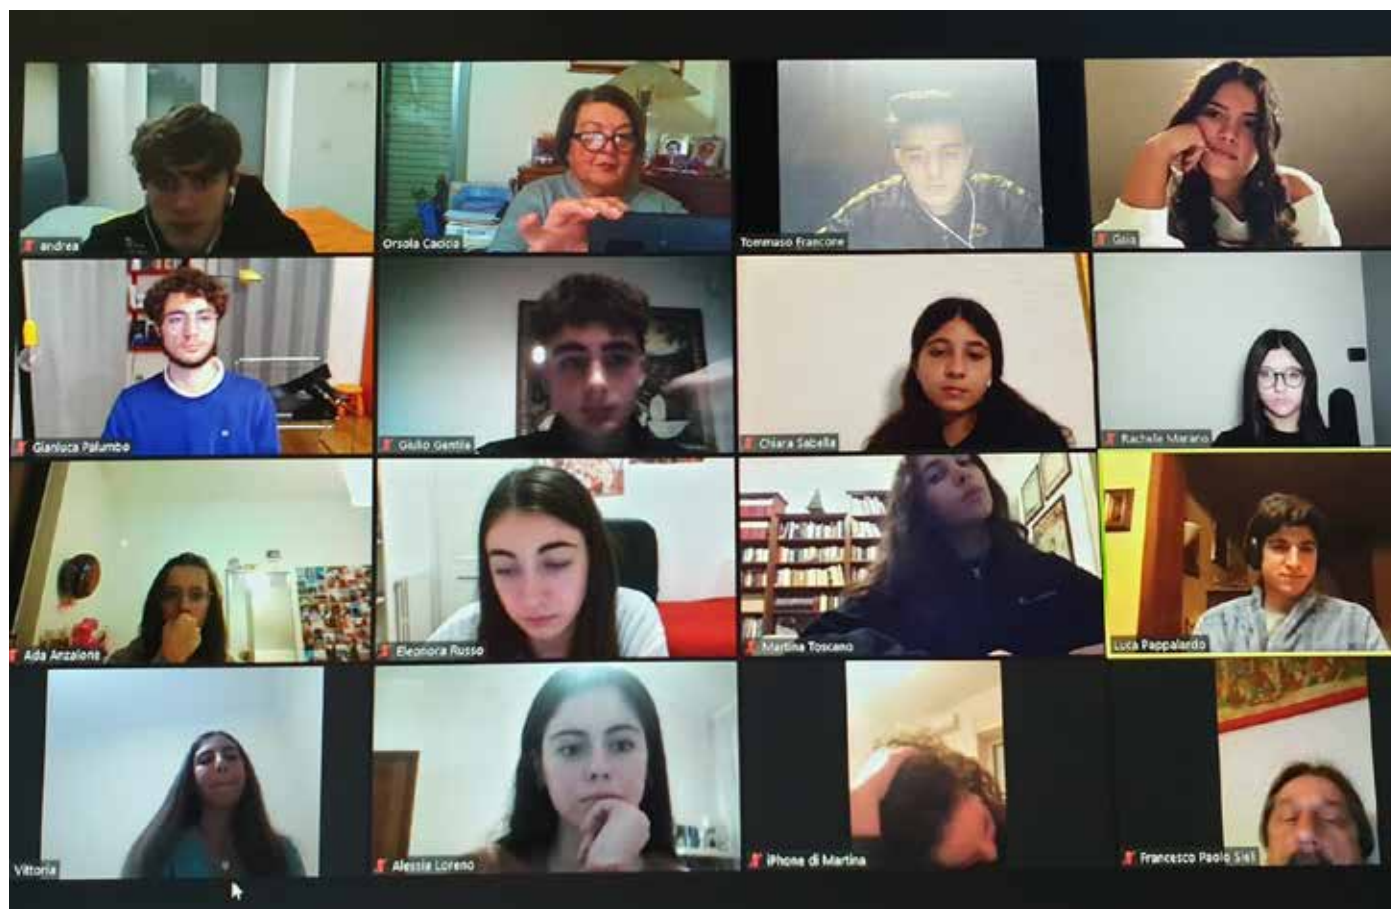 andrea
Orsola Cacicia
Tommaso Francone
Gaia
Gianluca Palumbo
Giulio Gentile
Chiara Sabella
Rachele Marano
Ada Anzalone
Eleonora Russo
Martina Toscano
Luca Pappalardo
Vittoria
Alessia Loreno
iPhone di Martina
Francesco Paolo Sieli